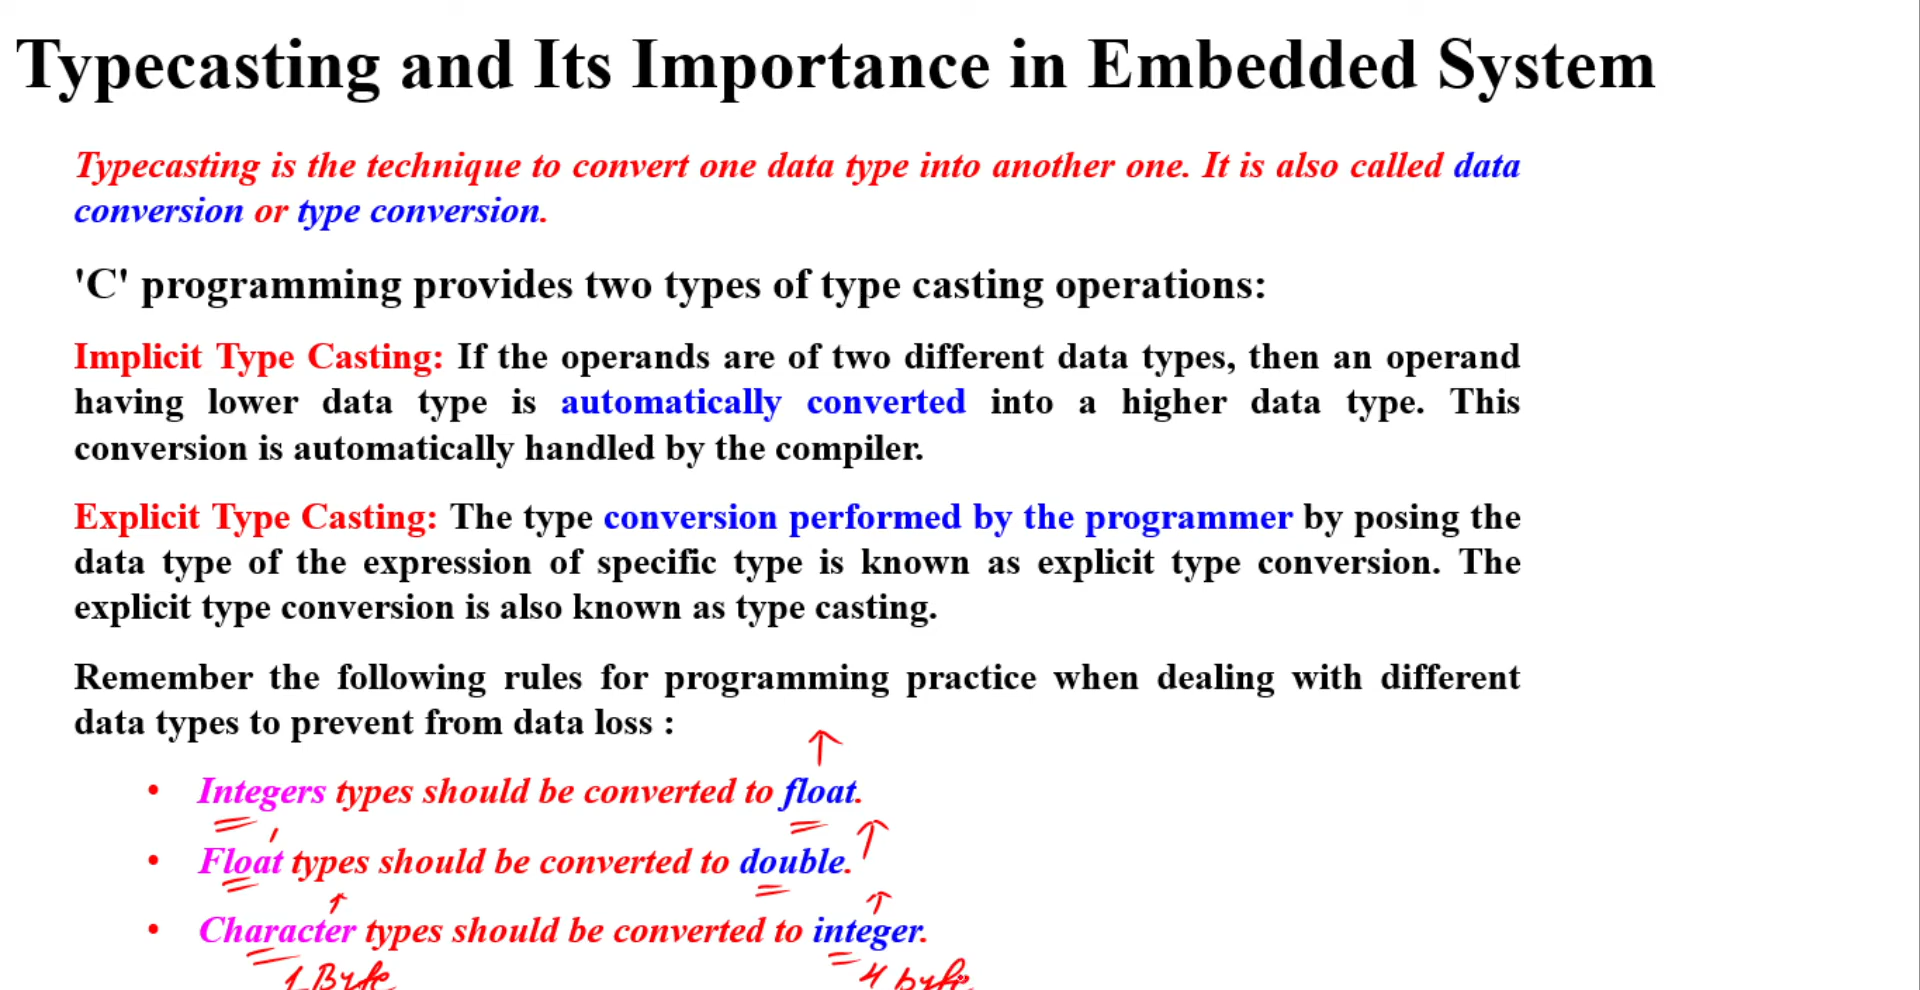 Typecasting and Its Importance in Embedded System
Typecasting is the technique to convert one data type into another one. It is also called data
conversion or type conversion.
'C' programming provides two types of type casting operations:
Implicit Type Casting: If the operands are of two different data types, then an operand
having lower data type is automatically converted into a higher data type. This
conversion is automatically handled by the compiler.
Explicit Type Casting: The type conversion performed by the programmer by posing the
data type of the expression of specific type is known as explicit type conversion. The
explicit type conversion is also known as type casting.
Remember the following rules for programming practice when dealing with different
data types to prevent from data loss :
• Integers types should be converted to float.
• Float types should be converted to double.
• Character types should be converted to integer.
1 Byte 4 byte